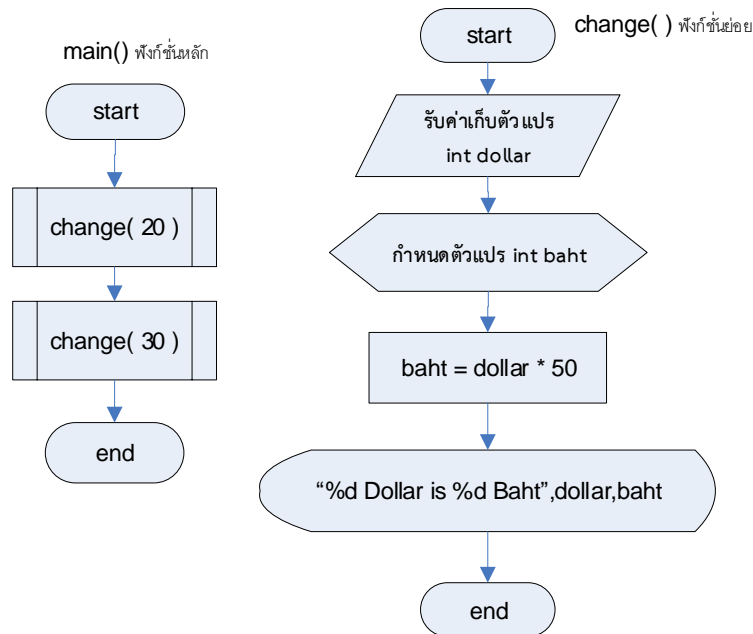 main() ฟังก์ชั่นหลัก
start
change( 20 )
change( 30 )
end
change( ) ฟังก์ชั่นย่อย
start
รับค่าเก็บตัวแปร
int dollar
กำหนดตัวแปร int baht
baht = dollar * 50
“%d Dollar is %d Baht”,dollar,baht
end